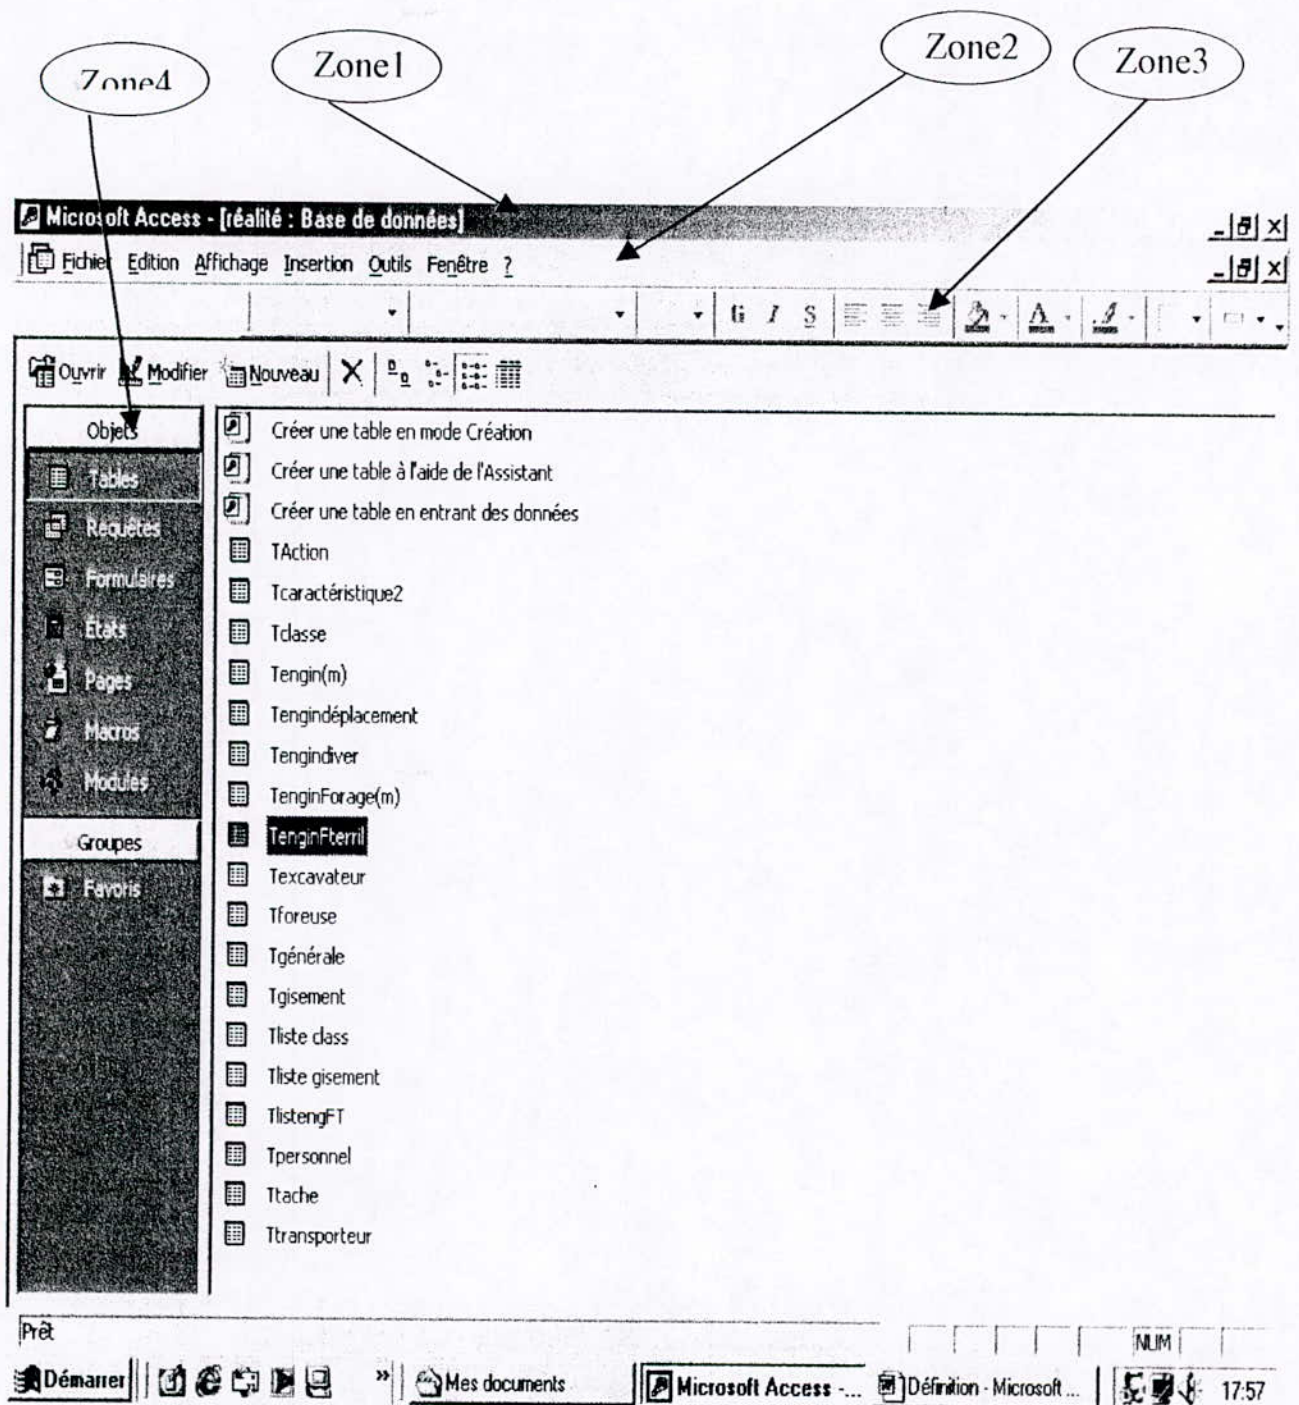 Zone4
Zone1
Zone2
Zone3
Microsoft Access - [réalité : Base de données]
Fichier Edition Affichage Insertion Outils Fenêtre ?
G I S A
Ouvrir Modifier Nouveau
Objets
Tables
Requêtes
Formulaires
États
Pages
Macros
Modules
Groupes
Favoris
Créer une table en mode Création
Créer une table à l'aide de l'Assistant
Créer une table en entrant des données
TAction
Tcaractéristique2
Tclasse
Tengin(m)
Tengindéplacement
Tengindiver
TenginForage(m)
TenginFterril
Texcavateur
Tforeuse
Tgénérale
Tgisement
Tliste class
Tliste gisement
TlistengFT
Tpersonnel
Ttache
Ttransporteur
Prêt
NUM
Démarrer » Mes documents Microsoft Access -... Définition - Microsoft ... 17:57